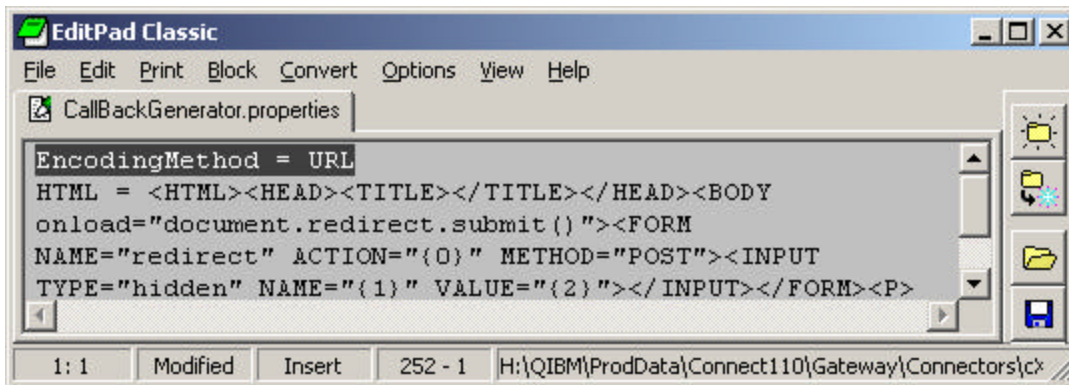 EditPad Classic
File Edit Print Block Convert Options View Help
CallBackGenerator.properties
EncodingMethod = URL
HTML = <HTML><HEAD><TITLE></TITLE></HEAD><BODY
onload="document.redirect.submit()"><FORM
NAME="redirect" ACTION="{0}" METHOD="POST"><INPUT
TYPE="hidden" NAME="{1}" VALUE="{2}"></INPUT></FORM><P>
1: 1 Modified Insert 252 - 1 H:\QIBM\ProdData\Connect110\Gateway\Connectors\cX